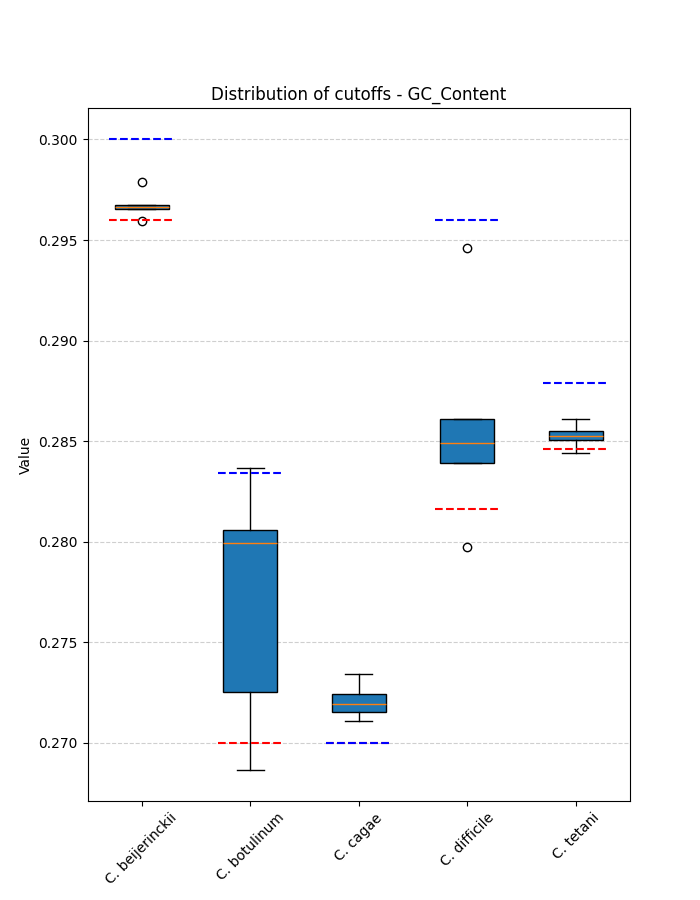 Distribution of cutoffs - GC_Content
0.300
0.295
0.290
0.285
0.280
0.275
0.270
Value
C. beijerinckii
C. botulinum
C. cagae
C. difficile
C. tetani